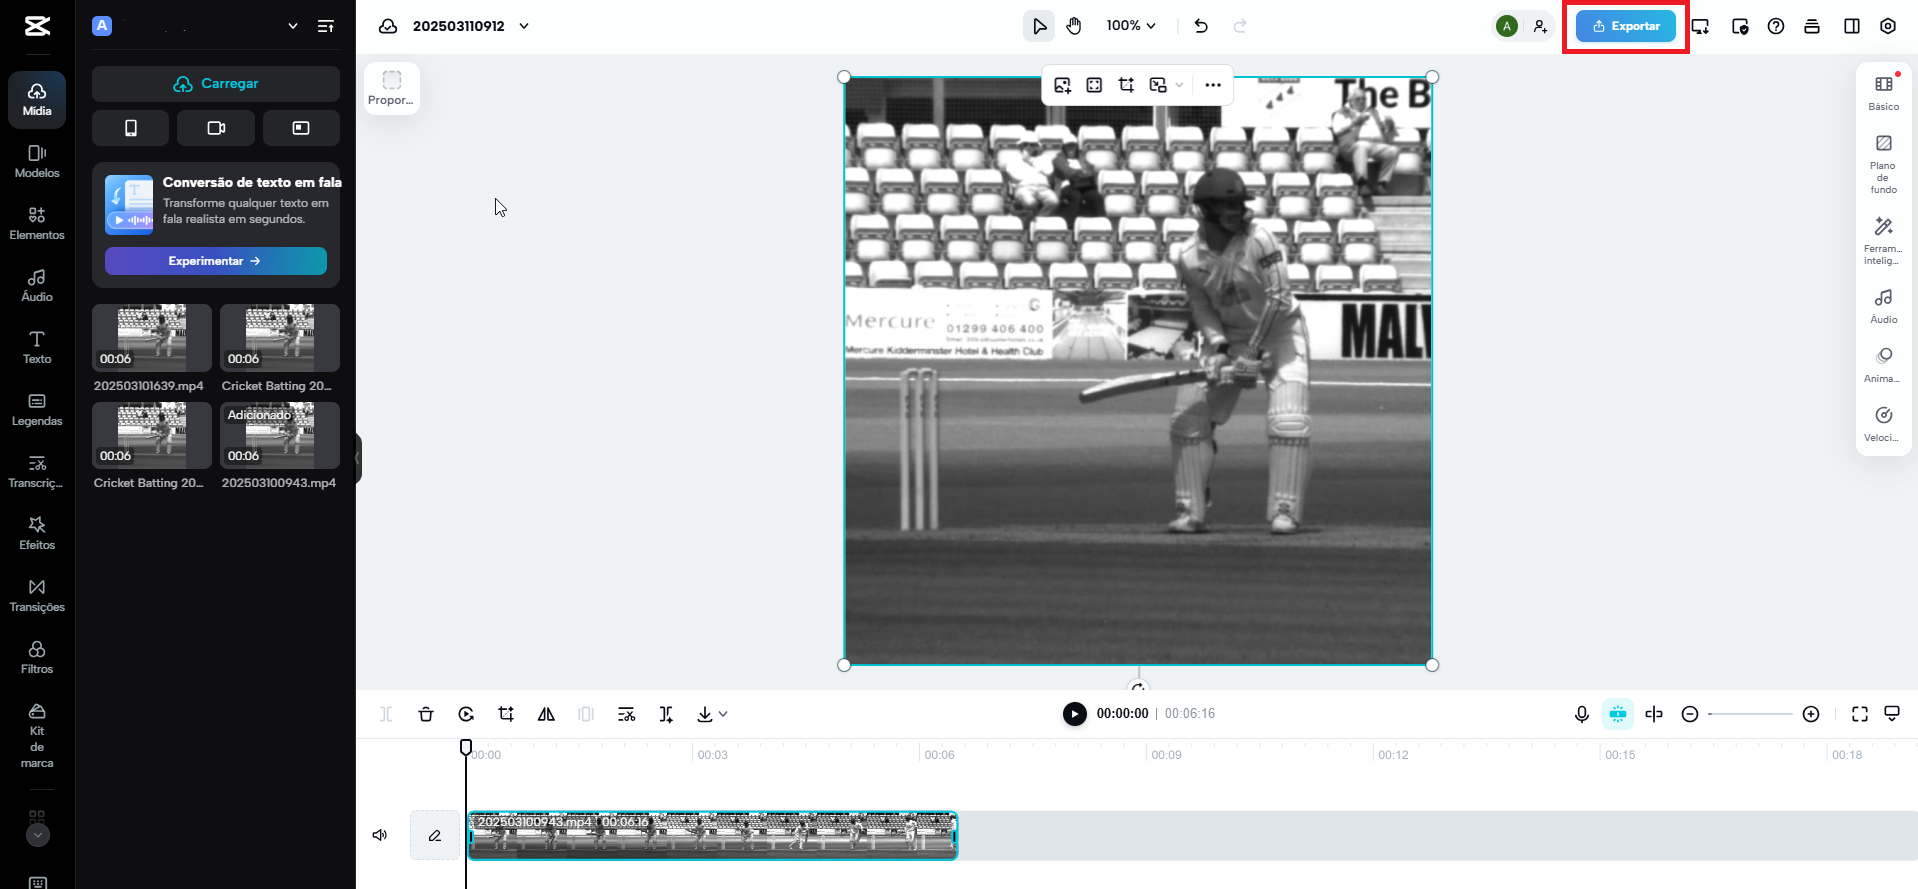 A
202503110912
100%
A
Exportar
Carregar
Mídia
Modelos
Elementos
Áudio
Texto
Legendas
Transcriç...
Efeitos
Transições
Filtros
Kit
de
marca
Conversão de texto em fala
Transforme qualquer texto em
fala realista em segundos.
Experimentar →
00:06
00:06
202503101639.mp4
Cricket Batting 20...
Adicionado
00:06
00:06
Cricket Batting 20...
202503100943.mp4
Propor...
The B
Mercure
G
01299 406 400
Mercure Kidderminster Hotel & Health Club
MALV
Básico
Plano
de
fundo
Ferram...
intelig...
Áudio
Anima...
Veloci...
00:00:00 | 00:06:16
00:00
00:03
00:06
00:09
00:12
00:15
00:18
202503100943.mp4 00:06:16